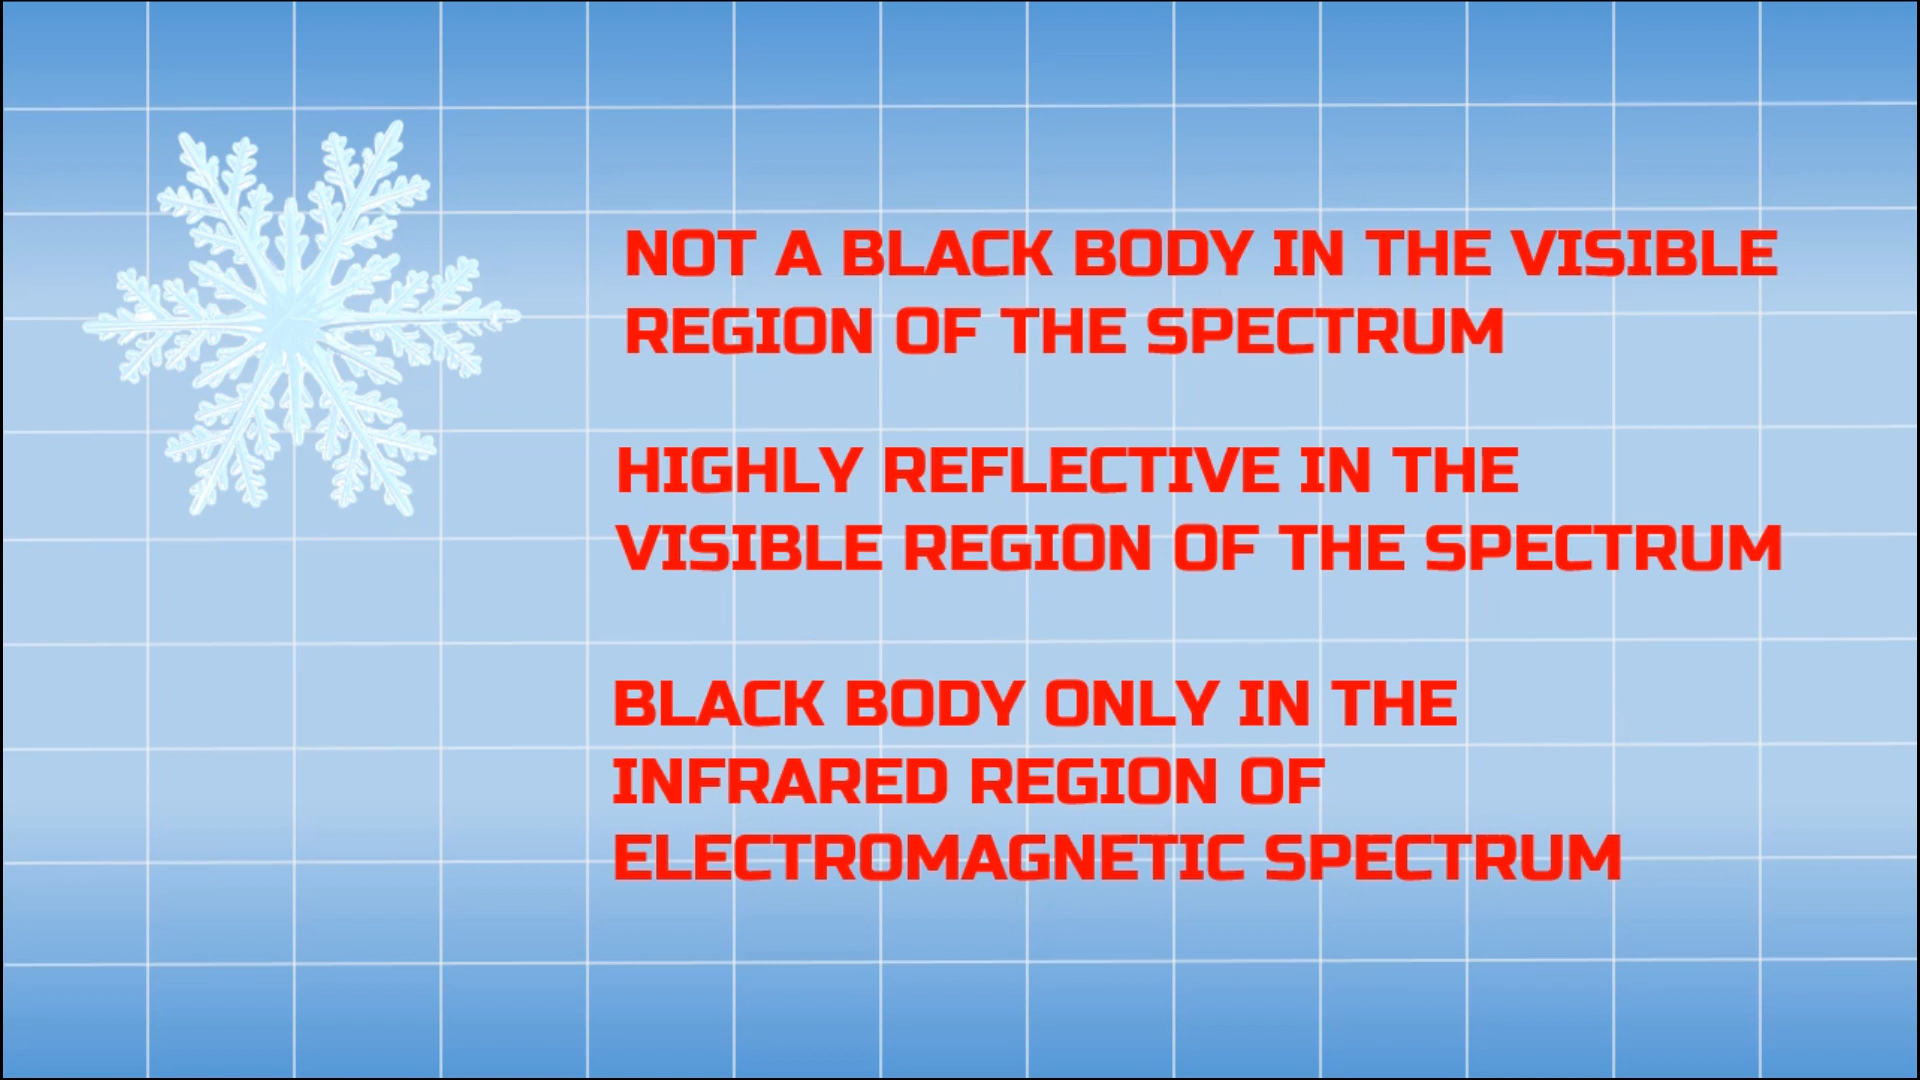 NOT A BLACK BODY IN THE VISIBLE
REGION OF THE SPECTRUM
HIGHLY REFLECTIVE IN THE
VISIBLE REGION OF THE SPECTRUM
BLACK BODY ONLY IN THE
INFRARED REGION OF
ELECTROMAGNETIC SPECTRUM